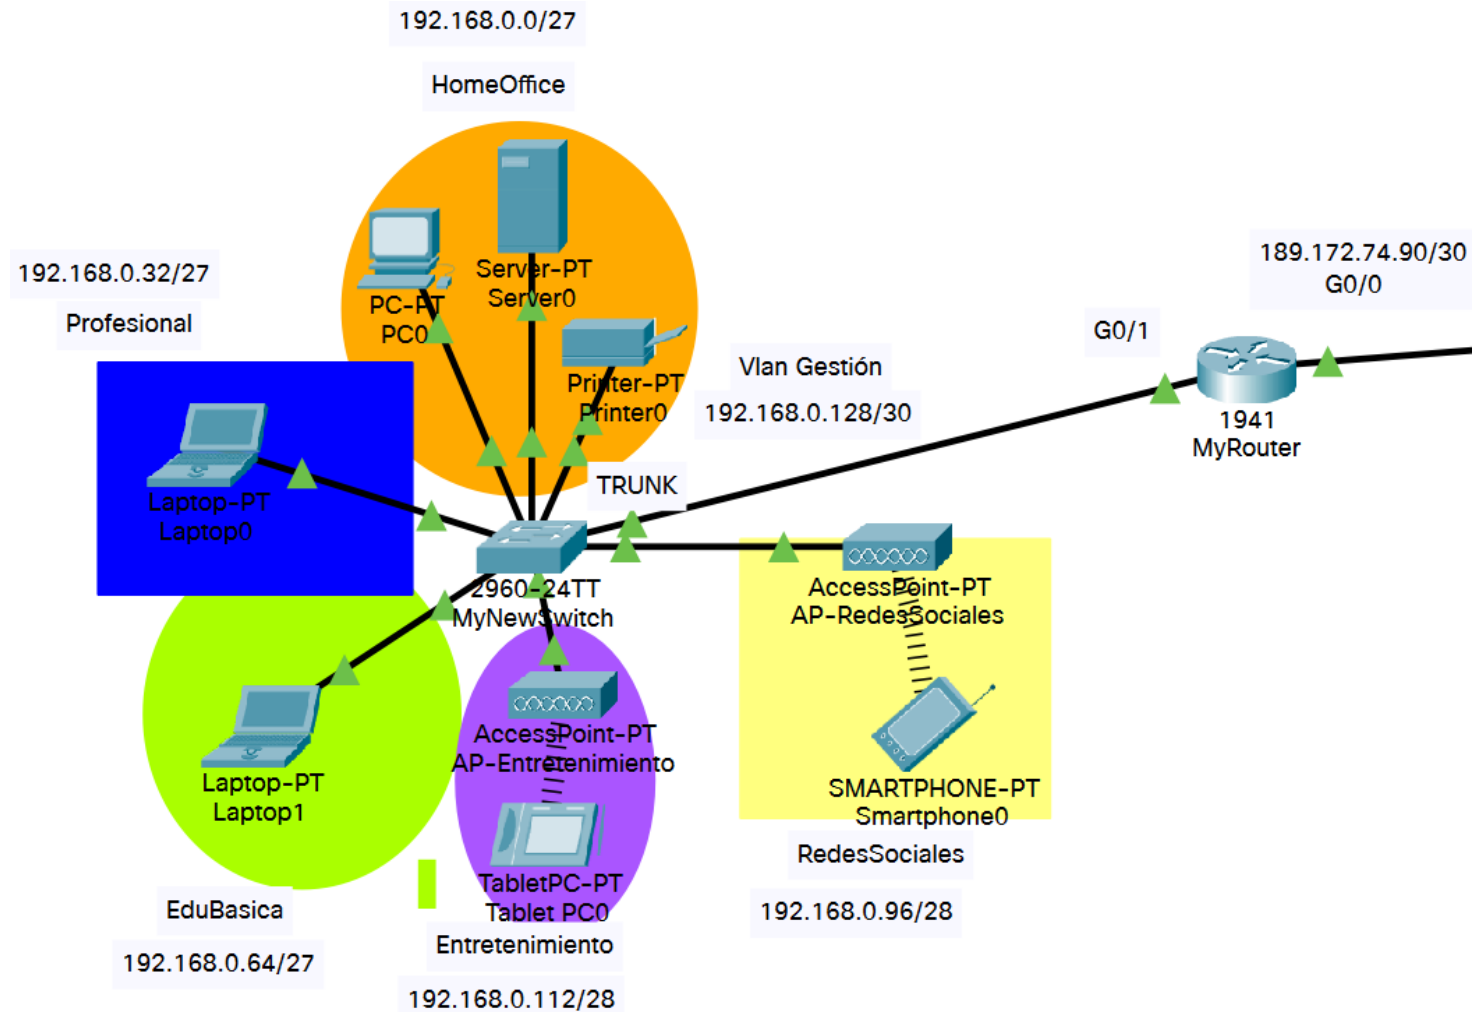 192.168.0.0/27
HomeOffice
Server-PT
Server0
PC-PT
PC0
Printer-PT
Printer0
192.168.0.32/27
Profesional
Laptop-PT
Laptop0
Vlan Gestión
192.168.0.128/30
TRUNK
G0/1
189.172.74.90/30
G0/0
1941
MyRouter
2960-24TT
MyNewSwitch
AccessPoint-PT
AP-RedesSociales
SMARTPHONE-PT
Smartphone0
RedesSociales
192.168.0.96/28
Laptop-PT
Laptop1
EduBasica
192.168.0.64/27
AccessPoint-PT
AP-Entretenimiento
TabletPC-PT
Tablet PC0
Entretenimiento
192.168.0.112/28